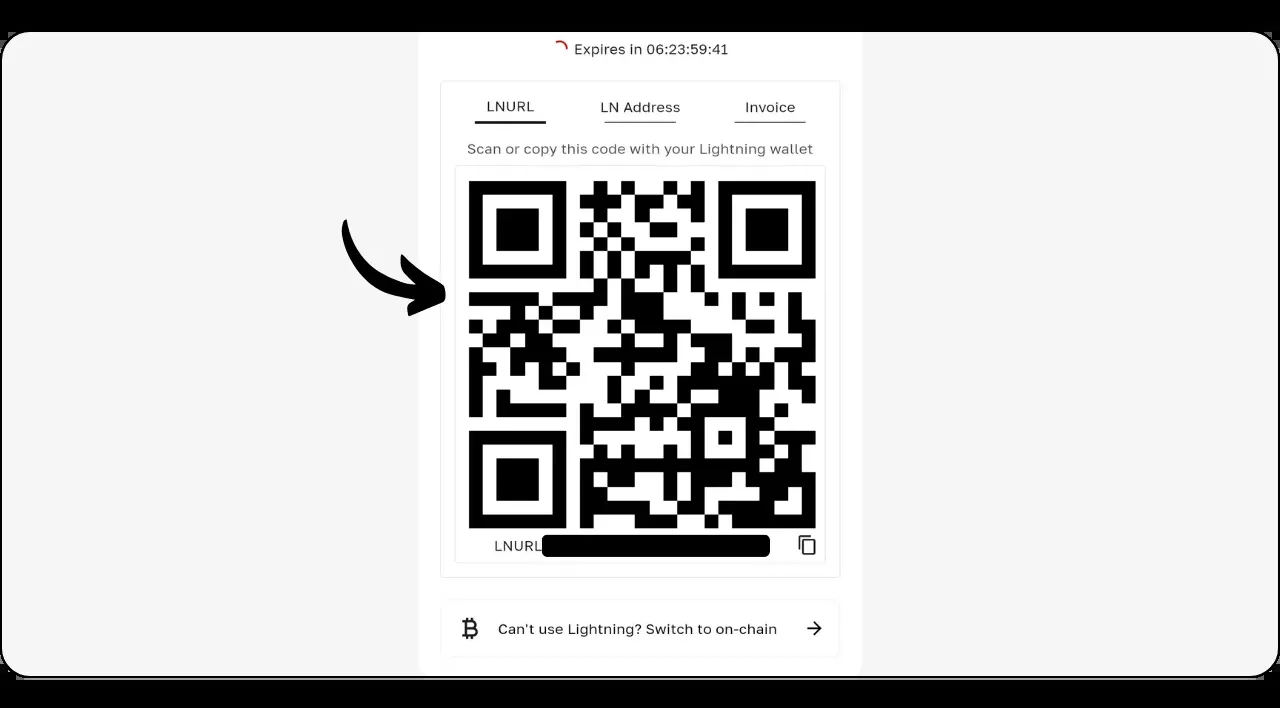 Expires in 06:23:59:41
LNURL LN Address Invoice
Scan or copy this code with your Lightning wallet
LNURL
Can't use Lightning? Switch to on-chain